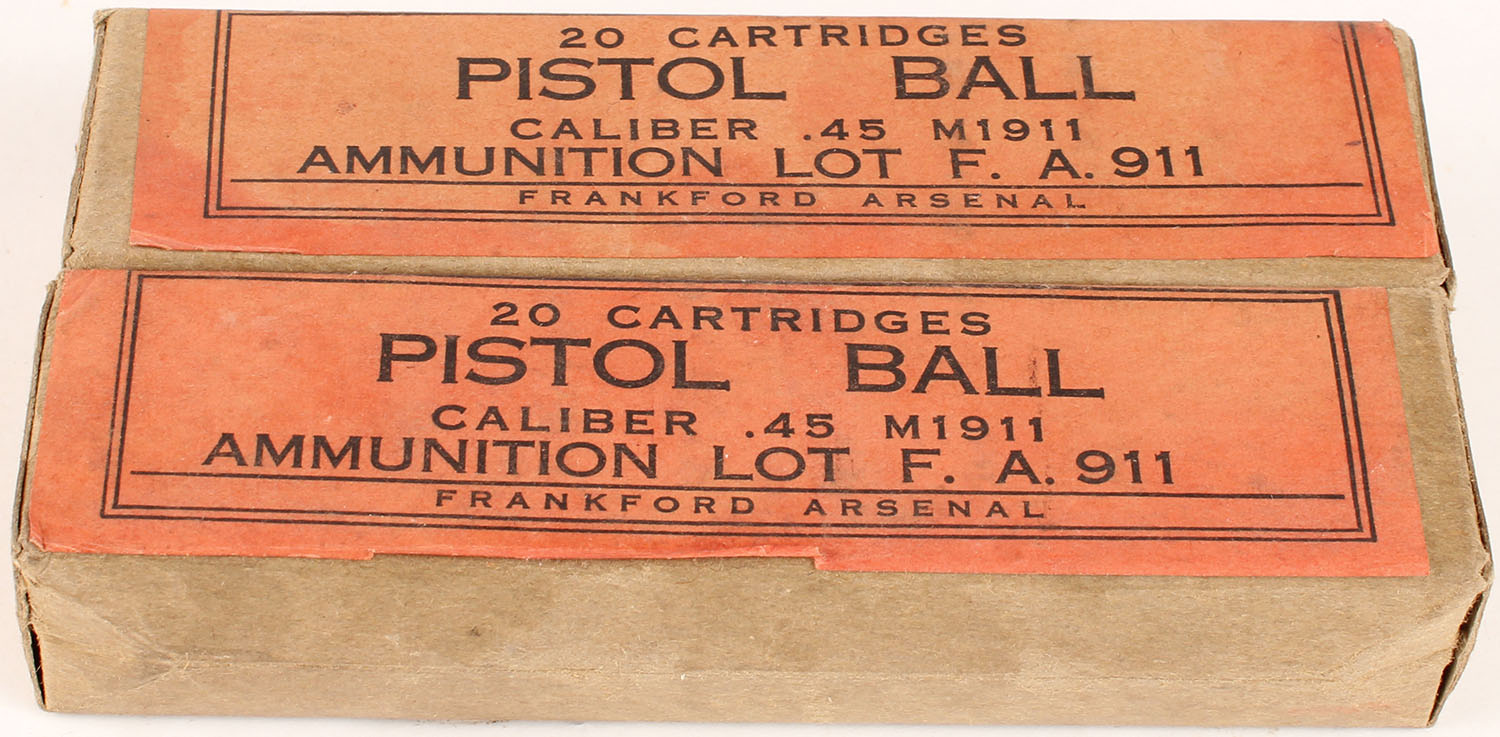 20 CARTRIDGES
PISTOL BALL
CALIBER .45 M1911
AMMUNITION LOT F. A. 911
FRANKFORD ARSENAL
20 CARTRIDGES
PISTOL BALL
CALIBER .45 M1911
AMMUNITION LOT F. A. 911
FRANKFORD ARSENAL